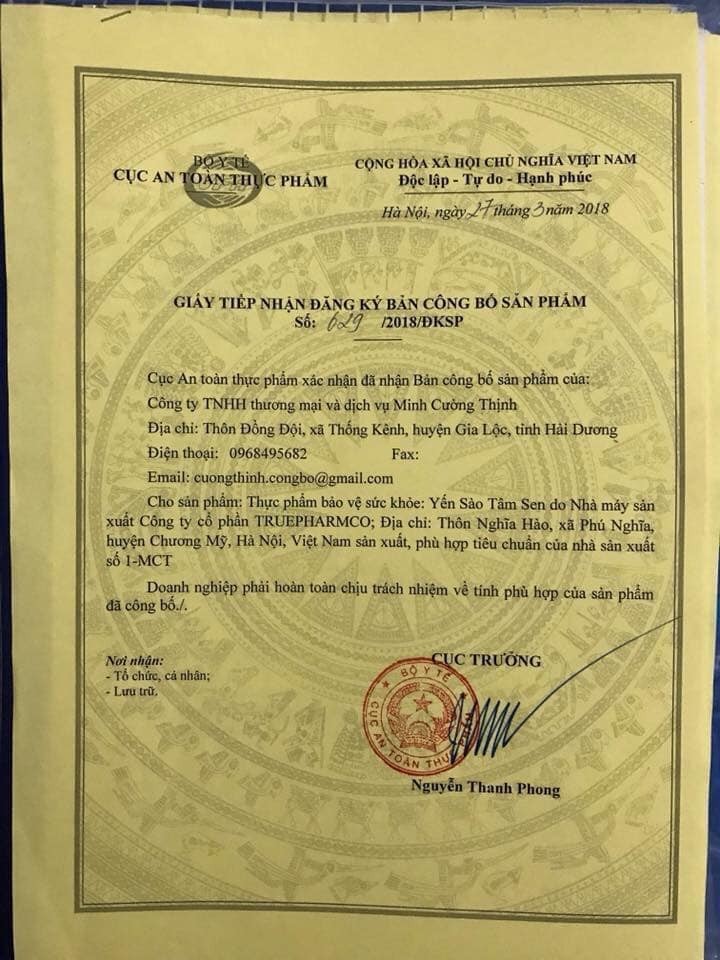 BỘ Y TẾ
CỤC AN TOÀN THỰC PHẨM
CỘNG HÒA XÃ HỘI CHỦ NGHĨA VIỆT NAM
Độc lập - Tự do - Hạnh phúc
Hà Nội, ngày 27 tháng 3 năm 2018
GIẤY TIẾP NHẬN ĐĂNG KÝ BẢN CÔNG BỐ SẢN PHẨM
Số: 629 /2018/ĐKSP
Cục An toàn thực phẩm xác nhận đã nhận Bản công bố sản phẩm của:
Công ty TNHH thương mại và dịch vụ Minh Cường Thịnh
Địa chỉ: Thôn Đồng Đội, xã Thống Kênh, huyện Gia Lộc, tỉnh Hải Dương
Điện thoại: 0968495682 Fax:
Email: cuongthinh.congbo@gmail.com
Cho sản phẩm: Thực phẩm bảo vệ sức khỏe: Yến Sào Tâm Sen do Nhà máy sản
xuất Công ty cổ phần TRUEPHARMCO; Địa chỉ: Thôn Nghĩa Hào, xã Phú Nghĩa,
huyện Chương Mỹ, Hà Nội, Việt Nam sản xuất, phù hợp tiêu chuẩn của nhà sản xuất
số 1-MCT
Doanh nghiệp phải hoàn toàn chịu trách nhiệm về tính phù hợp của sản phẩm
đã công bố./.
Nơi nhận:
- Tổ chức, cá nhân;
- Lưu trữ.
CỤC TRƯỞNG
BỘ Y TẾ
CỤC AN TOÀN THỰC
Nguyễn Thanh Phong